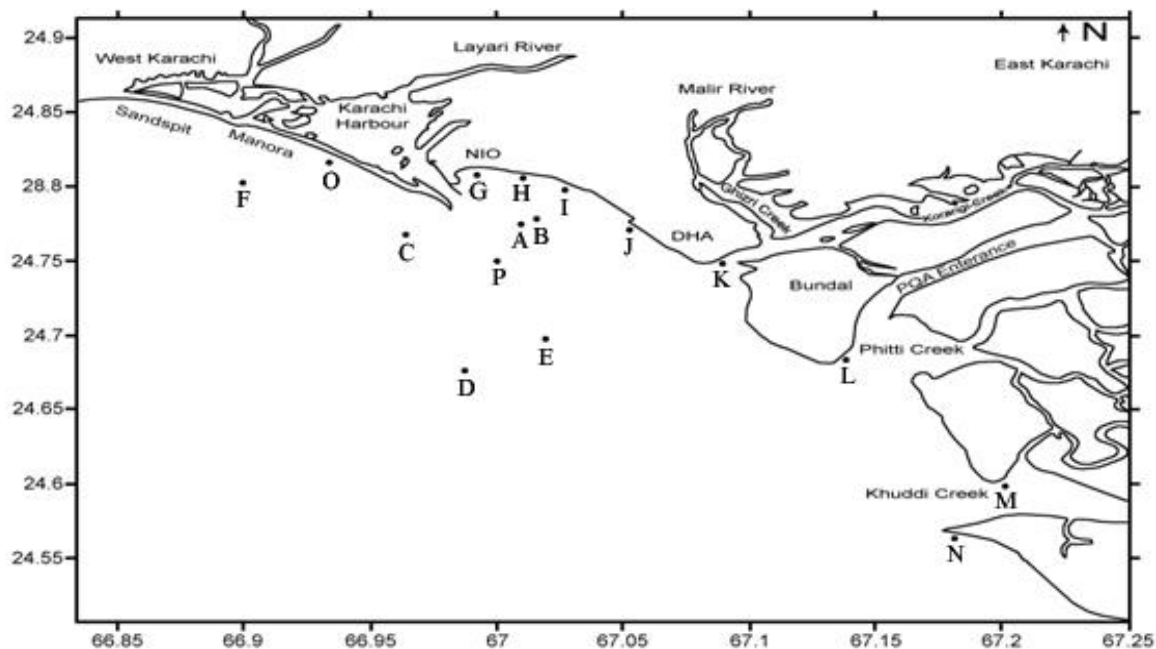 24.9
N
West Karachi
Layari River
East Karachi
Malir River
24.85
Sandspit
Karachi
Harbour
Manora
NIO
28.8
F
O
G
H
I
Ghizri Creek
Korangi Creek
A
B
C
J
DHA
24.75
P
K
PQA Enterance
Bundal
24.7
E
Phitti Creek
D
L
24.65
24.6
Khuddi Creek
M
24.55
N
66.85
66.9
66.95
67
67.05
67.1
67.15
67.2
67.25